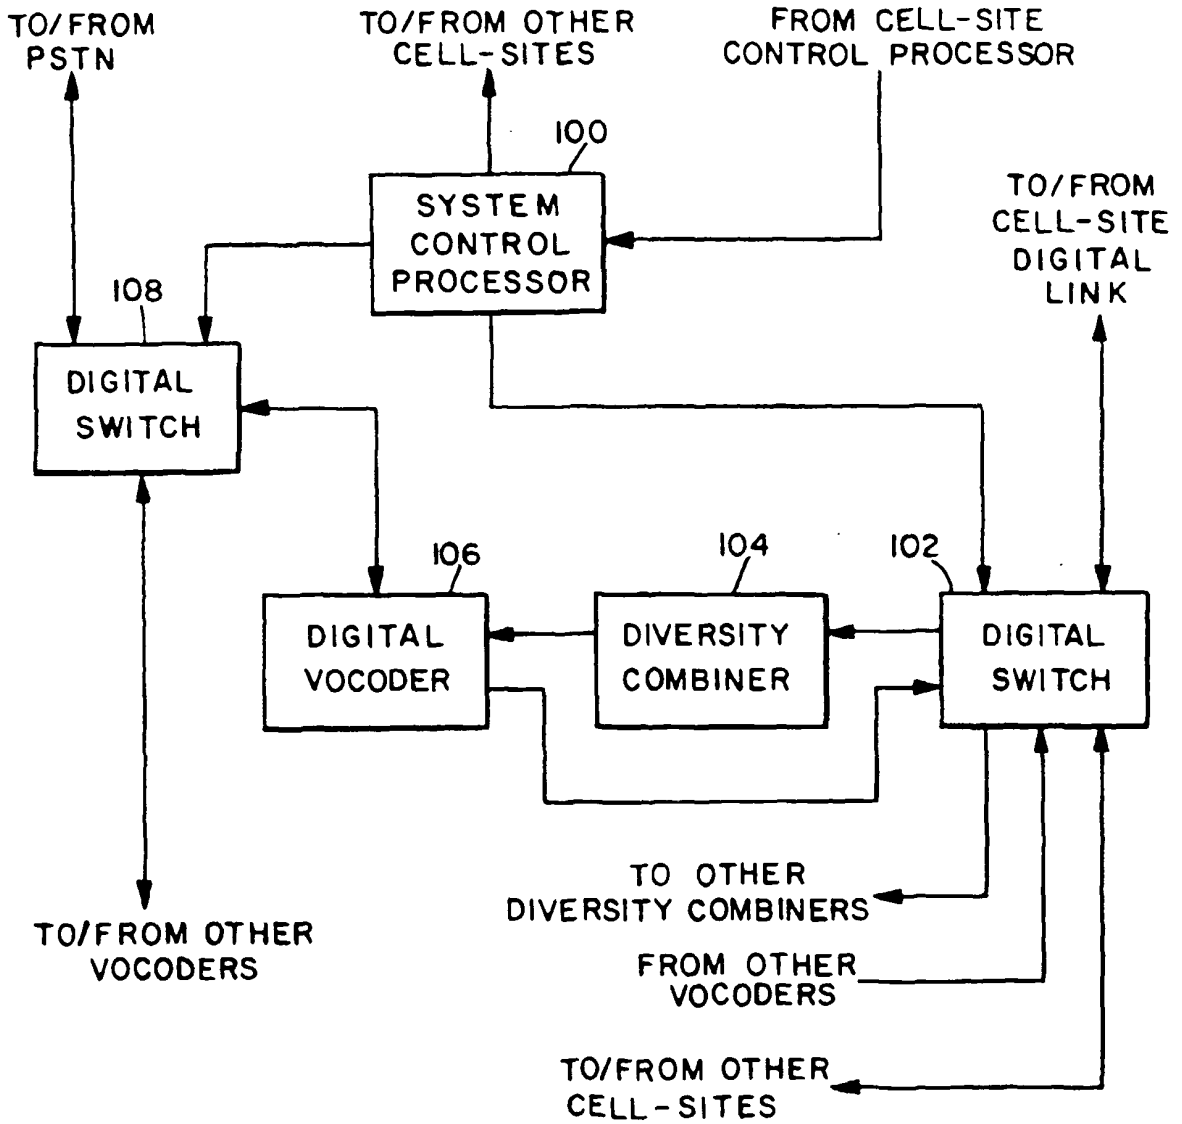 TO/FROM
PSTN
TO/FROM OTHER
CELL-SITES
FROM CELL-SITE
CONTROL PROCESSOR
100
SYSTEM
CONTROL
PROCESSOR
TO/FROM
CELL-SITE
DIGITAL
LINK
108
DIGITAL
SWITCH
106
DIGITAL
VOCODER
104
DIVERSITY
COMBINER
102
DIGITAL
SWITCH
TO OTHER
DIVERSITY COMBINERS
TO/FROM OTHER
VOCODERS
FROM OTHER
VOCODERS
TO/FROM OTHER
CELL-SITES